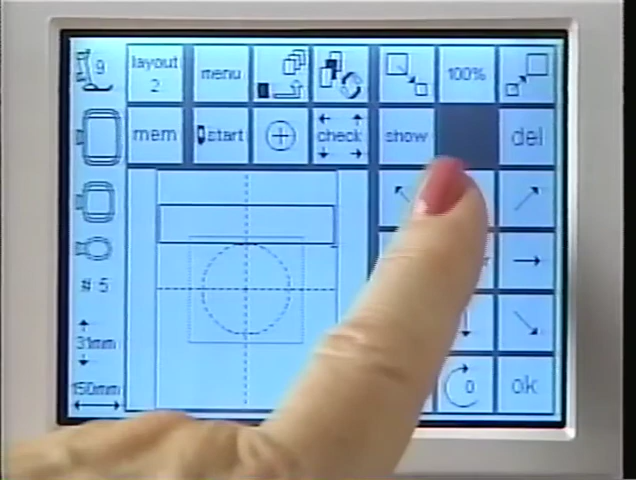 9
layout
2
menu
100%
mem
start
check
show
del
# 5
31mm
150mm
0
ok